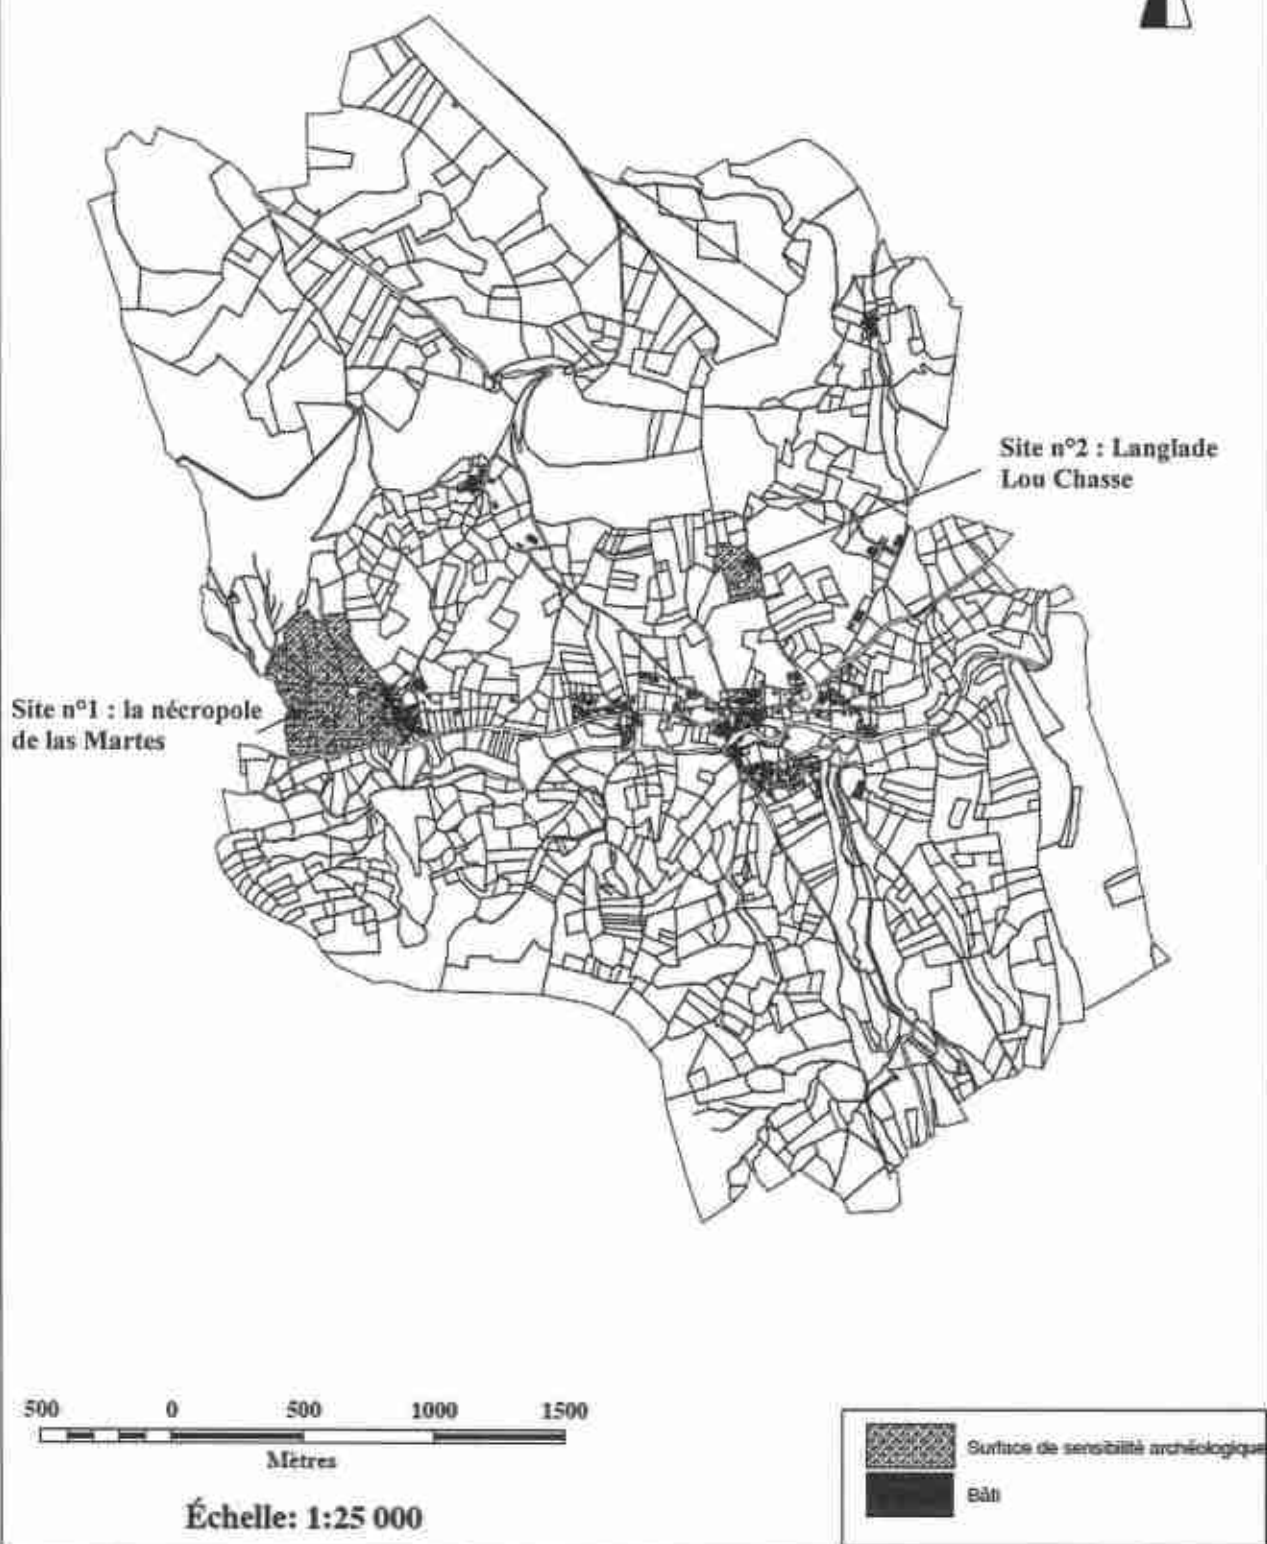 Site n°2 : Langlade
Lou Chasse
Site n°1 : la nécropole
de las Martes
500 0 500 1000 1500
Mètres
Échelle: 1:25 000
Surface de sensibilité archéologique
Bâti